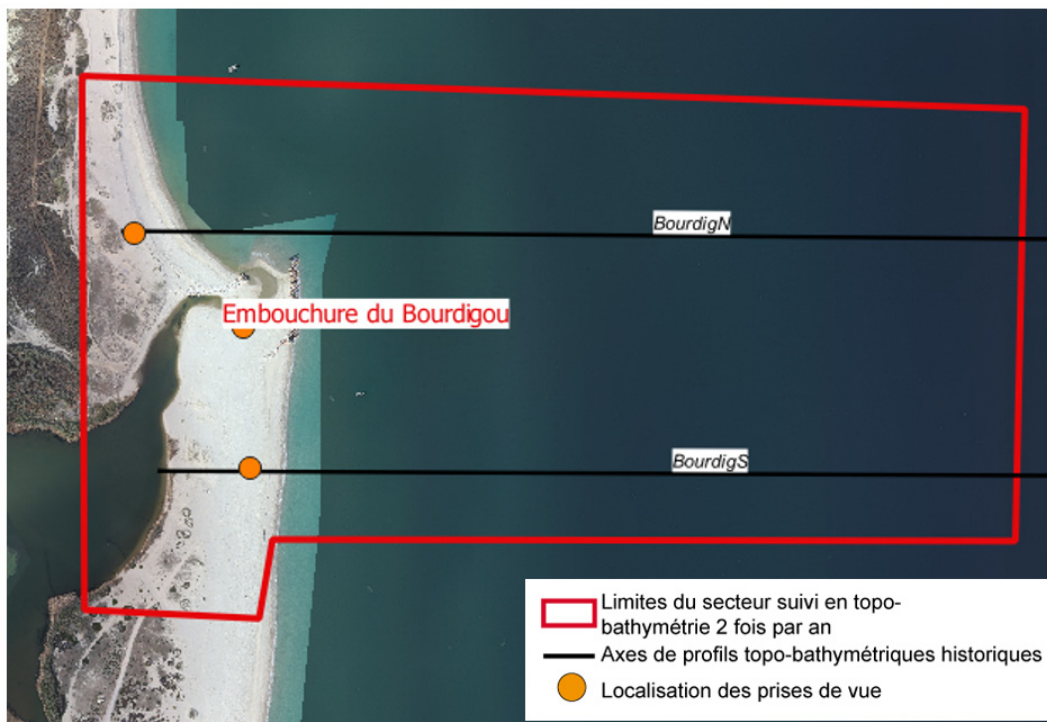 BourdigN
Embouchure du Bourdigou
BourdigS
Limites du secteur suivi en topo-
bathymétrie 2 fois par an
Axes de profils topo-bathymétriques historiques
Localisation des prises de vue